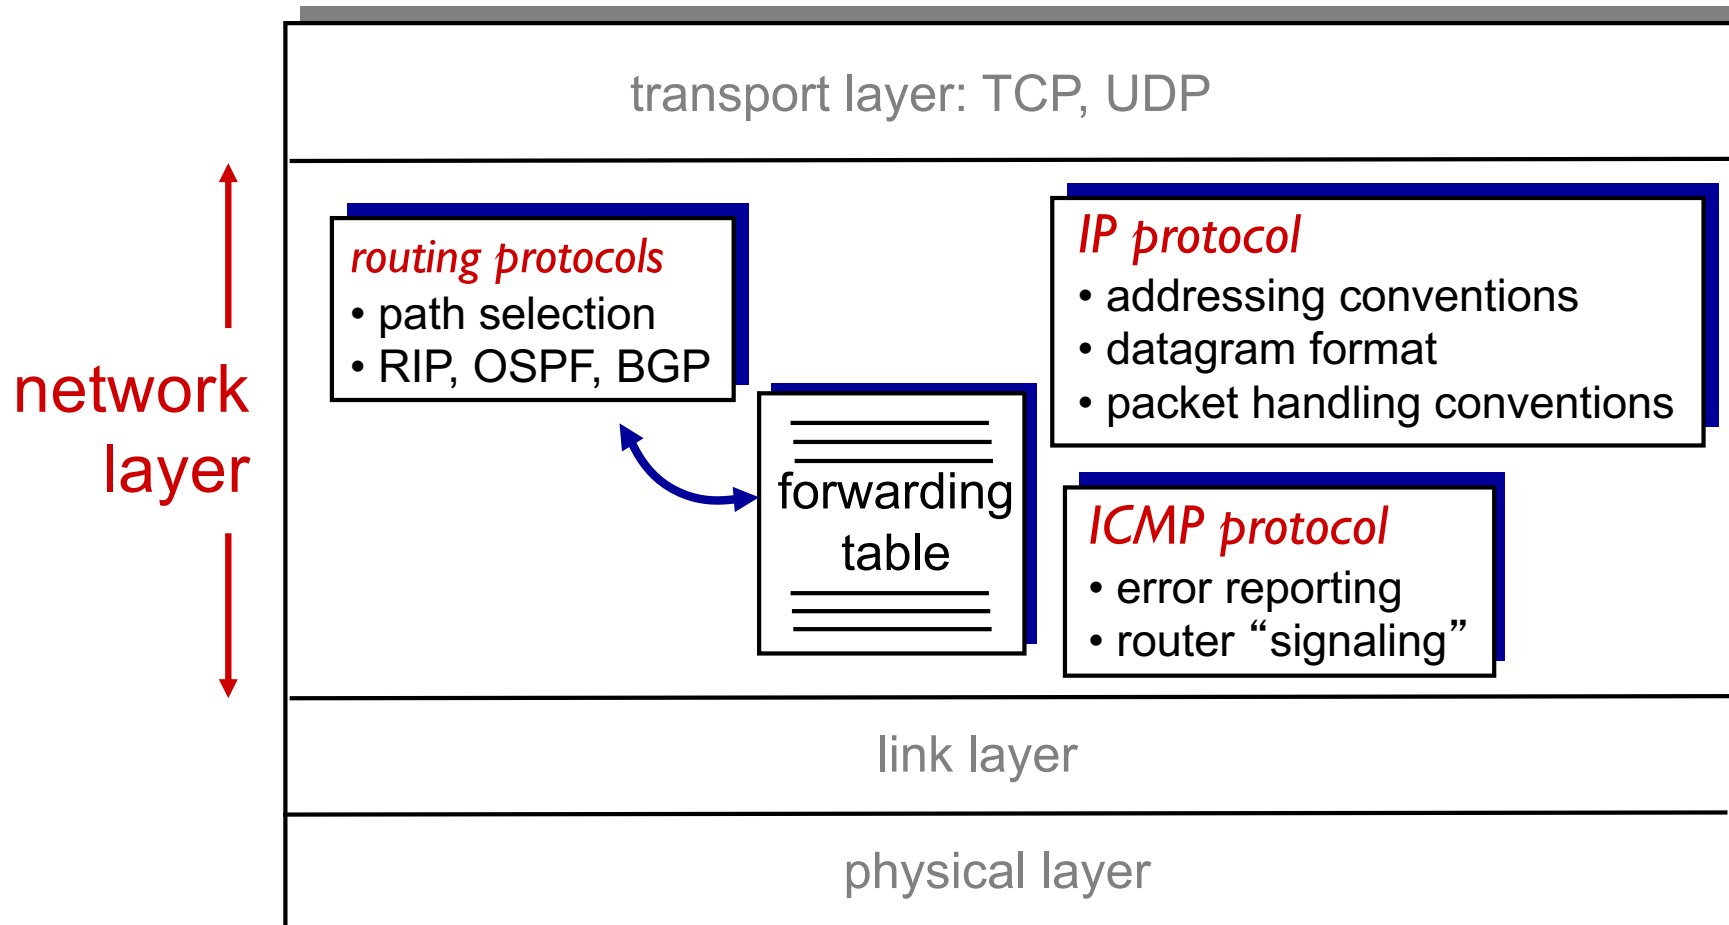 transport layer: TCP, UDP
network
layer
routing protocols
• path selection
• RIP, OSPF, BGP
forwarding
table
IP protocol
• addressing conventions
• datagram format
• packet handling conventions
ICMP protocol
• error reporting
• router “signaling”
link layer
physical layer